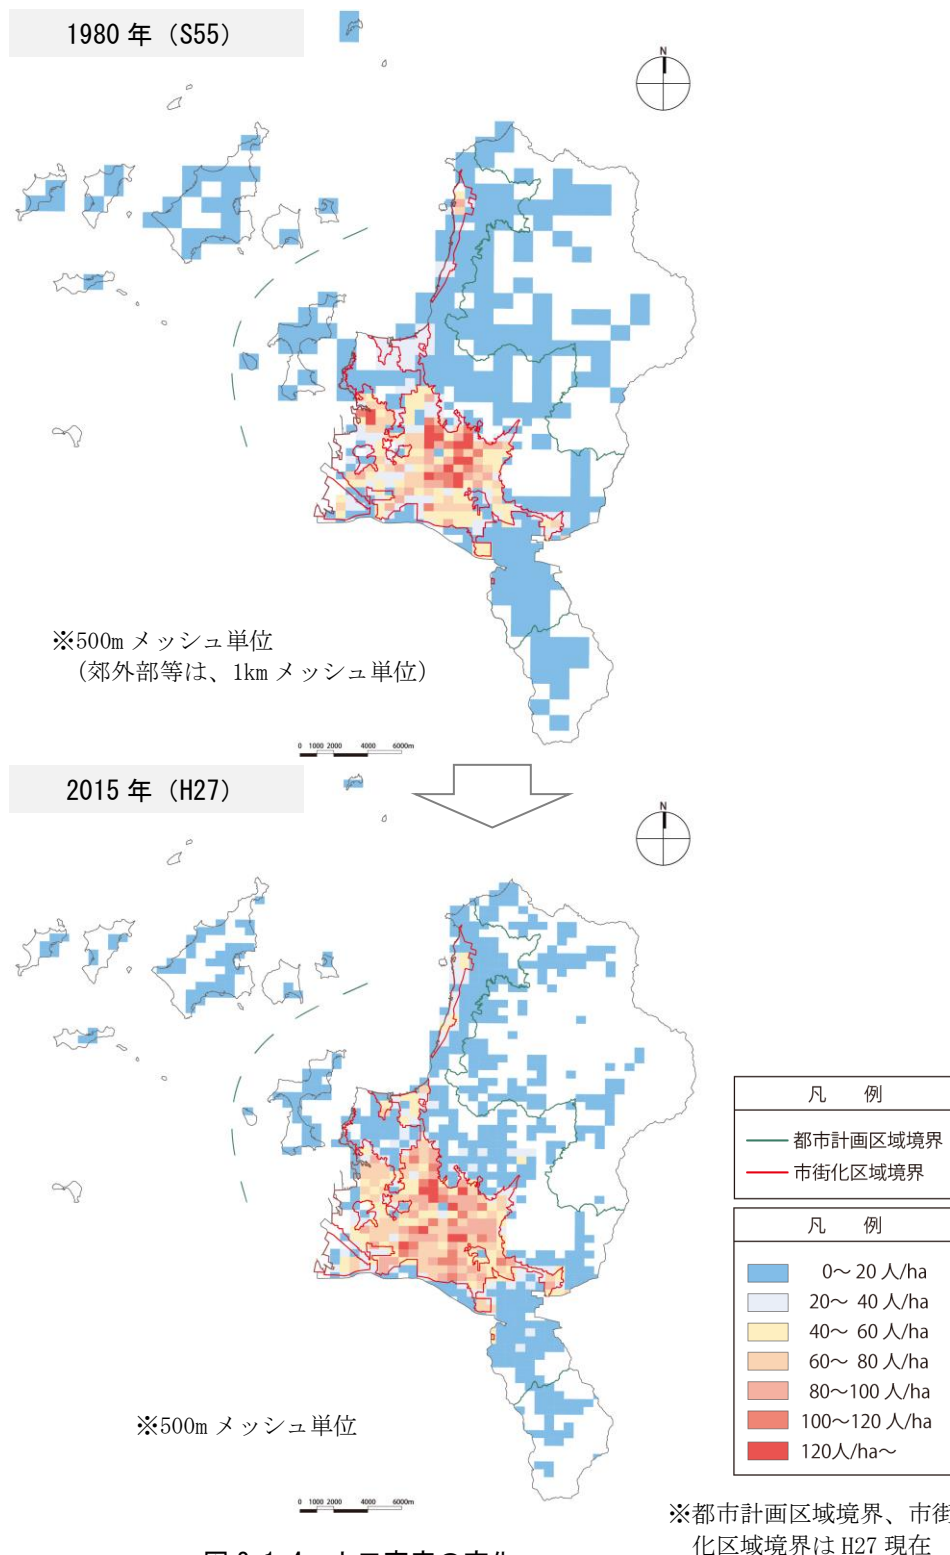 1980 年（S55）
N
※500m メッシュ単位
（郊外部等は、1km メッシュ単位）
0 1000 2000 4000 6000m
2015 年（H27）
N
凡 例
都市計画区域境界
市街化区域境界
凡 例
0～ 20 人/ha
20～ 40 人/ha
40～ 60 人/ha
60～ 80 人/ha
80～100 人/ha
100～120 人/ha
120人/ha～
※500m メッシュ単位
0 1000 2000 4000 6000m
※都市計画区域境界、市街
化区域境界は H27 現在